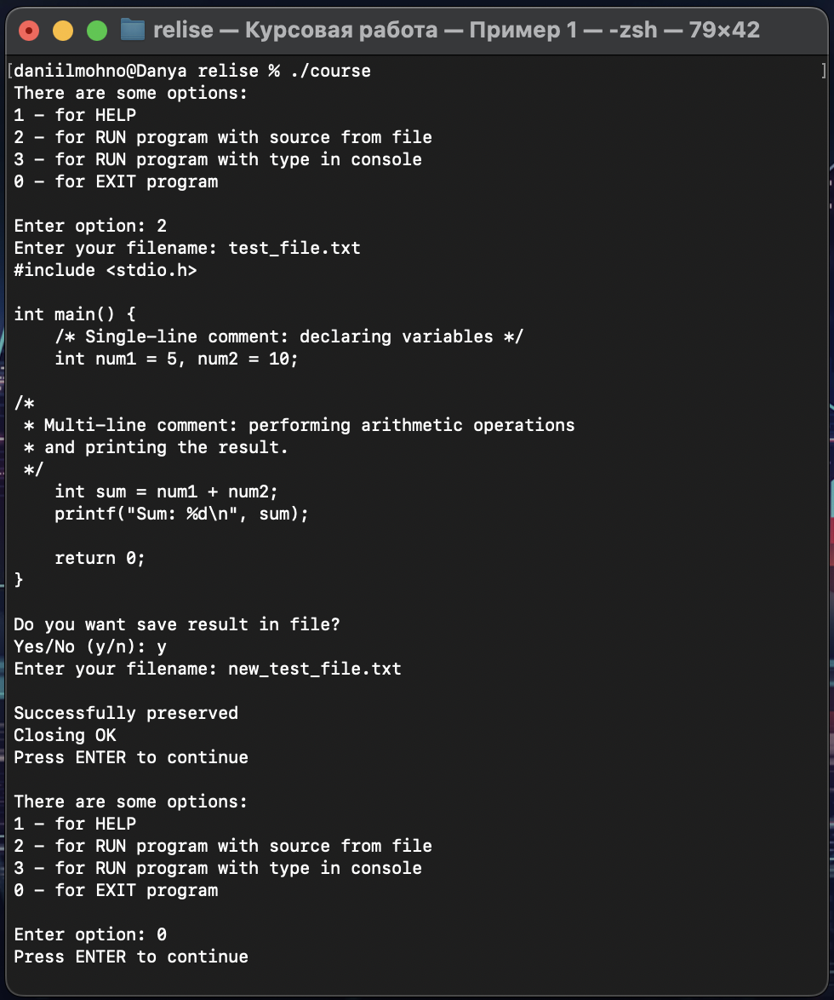 relise — Курсовая работа — Пример 1 — -zsh — 79×42
[daniilmohno@Danya relise % ./course ]
There are some options:
1 - for HELP
2 - for RUN program with source from file
3 - for RUN program with type in console
0 - for EXIT program

Enter option: 2
Enter your filename: test_file.txt
#include <stdio.h>

int main() {
    /* Single-line comment: declaring variables */
    int num1 = 5, num2 = 10;

/*
 * Multi-line comment: performing arithmetic operations
 * and printing the result.
 */
    int sum = num1 + num2;
    printf("Sum: %d\n", sum);

    return 0;
}

Do you want save result in file?
Yes/No (y/n): y
Enter your filename: new_test_file.txt

Successfully preserved
Closing OK
Press ENTER to continue

There are some options:
1 - for HELP
2 - for RUN program with source from file
3 - for RUN program with type in console
0 - for EXIT program

Enter option: 0
Press ENTER to continue